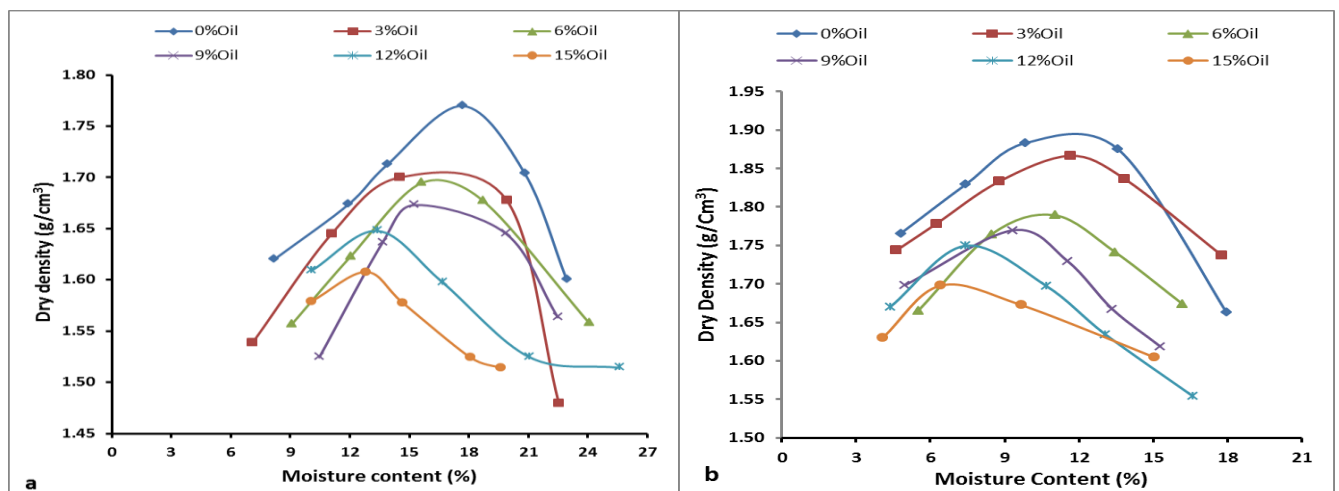 0%Oil 3%Oil 6%Oil
9%Oil 12%Oil 15%Oil
Dry density (g/cm³)
1.80
1.75
1.70
1.65
1.60
1.55
1.50
1.45
0 3 6 9 12 15 18 21 24 27
Moisture content (%)
a
0%Oil 3%Oil 6%Oil
9%Oil 12%Oil 15%Oil
Dry Density (g/Cm³)
1.95
1.90
1.85
1.80
1.75
1.70
1.65
1.60
1.55
1.50
0 3 6 9 12 15 18 21
Moisture Content (%)
b